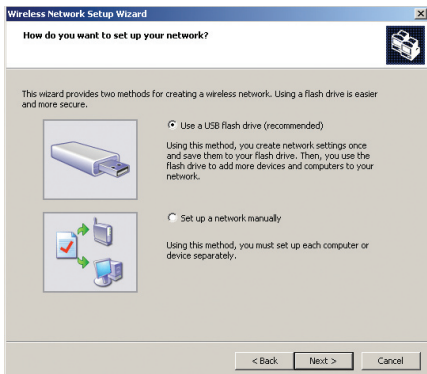 Wireless Network Setup Wizard
How do you want to set up your network?
This wizard provides two methods for creating a wireless network. Using a flash drive is easier
and more secure.
Use a USB flash drive (recommended)
Using this method, you create network settings once
and save them to your flash drive. Then, you use the
flash drive to add more devices and computers to your
network.
Set up a network manually
Using this method, you must set up each computer or
device separately.
< Back Next > Cancel